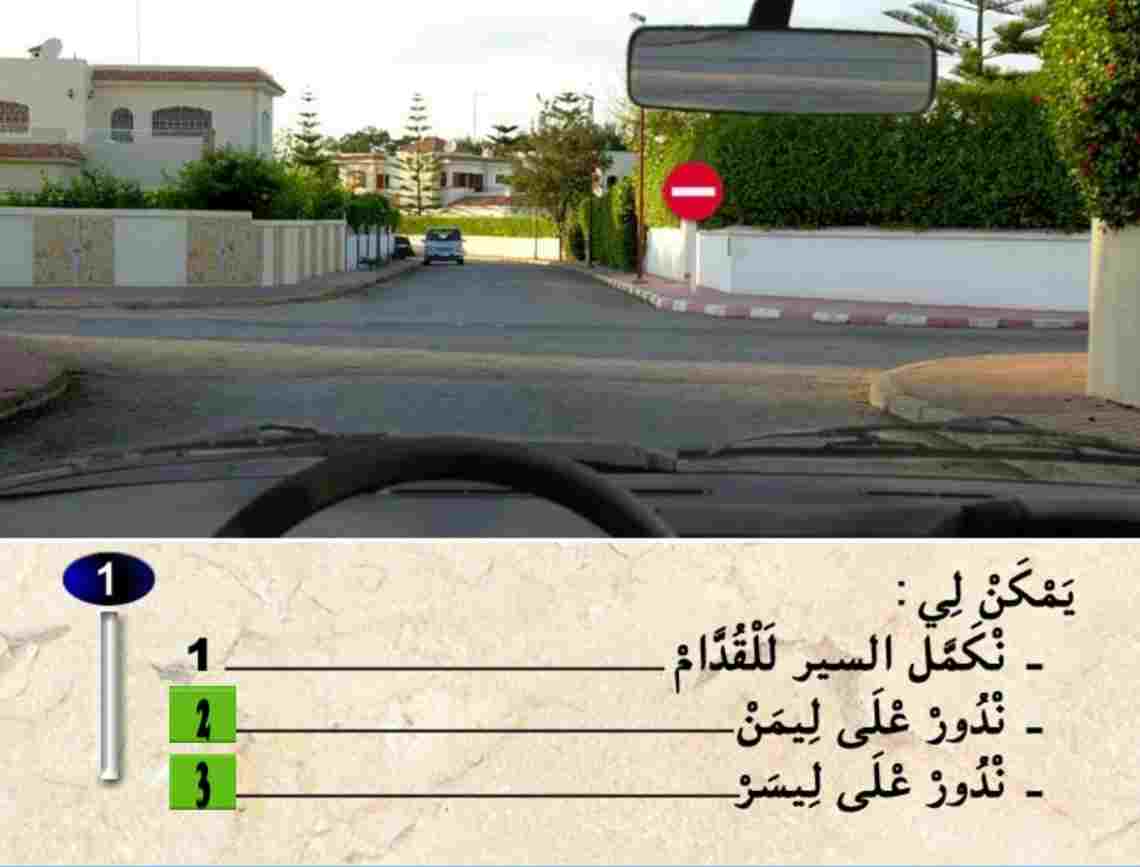 1
يَمْكَنْ لِي :
ـ نْكَمَّل السير لَلْقُدَّامْ 1
ـ نْدُورْ عْلَى لِيمَنْ 2
ـ نْدُورْ عْلَى لِيسَرْ 3